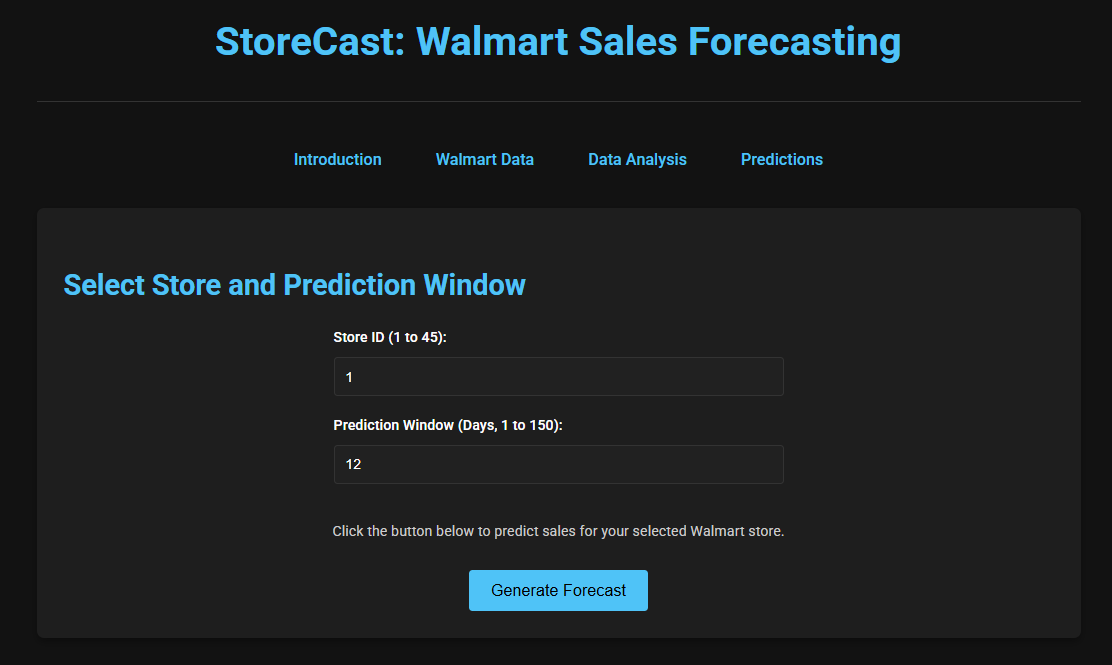 StoreCast: Walmart Sales Forecasting
Introduction Walmart Data Data Analysis Predictions
Select Store and Prediction Window
Store ID (1 to 45):
1
Prediction Window (Days, 1 to 150):
12
Click the button below to predict sales for your selected Walmart store.
Generate Forecast